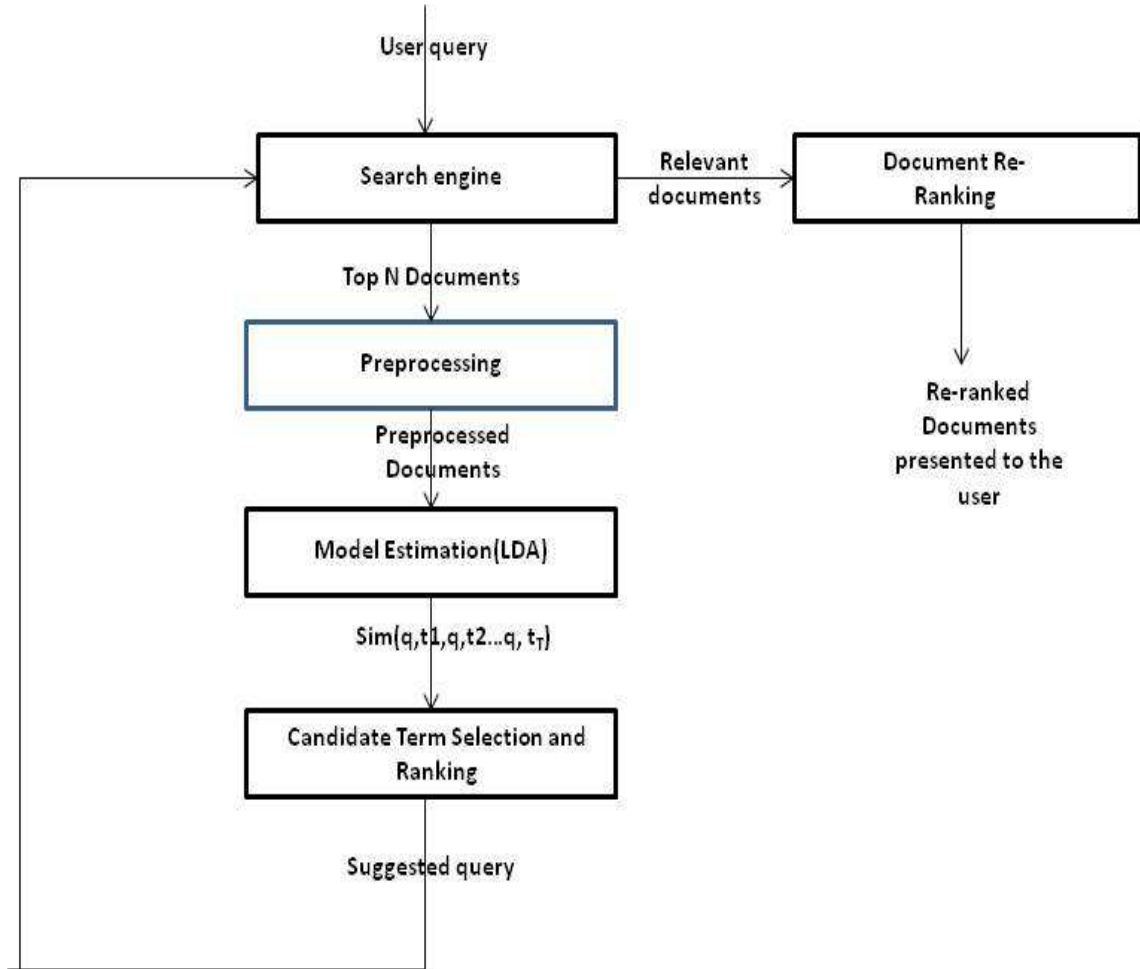 User query
Search engine
Relevant
documents
Document Re-
Ranking
Top N Documents
Preprocessing
Preprocessed
Documents
Re-ranked
Documents
presented to the
user
Model Estimation(LDA)
Sim(q,t1,q,t2...q, t_T)
Candidate Term Selection and
Ranking
Suggested query